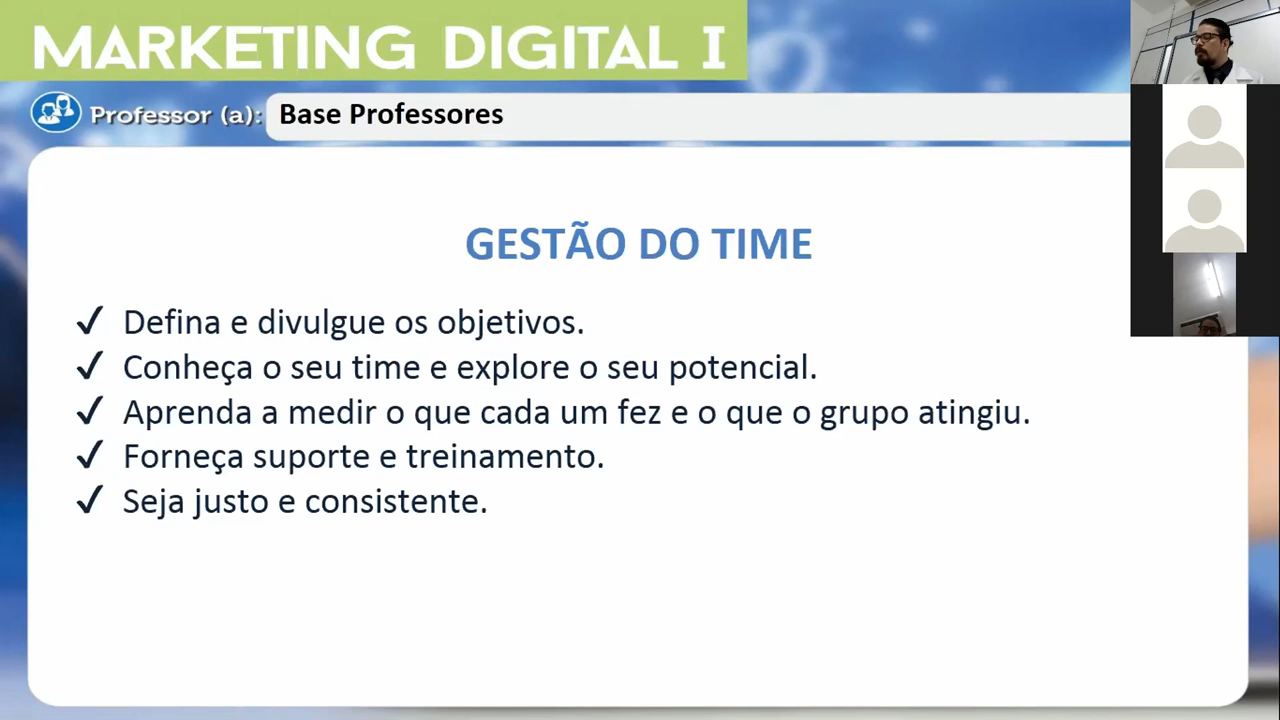 MARKETING DIGITAL I
Professor (a): Base Professores
GESTÃO DO TIME
✓ Defina e divulgue os objetivos.
✓ Conheça o seu time e explore o seu potencial.
✓ Aprenda a medir o que cada um fez e o que o grupo atingiu.
✓ Forneça suporte e treinamento.
✓ Seja justo e consistente.